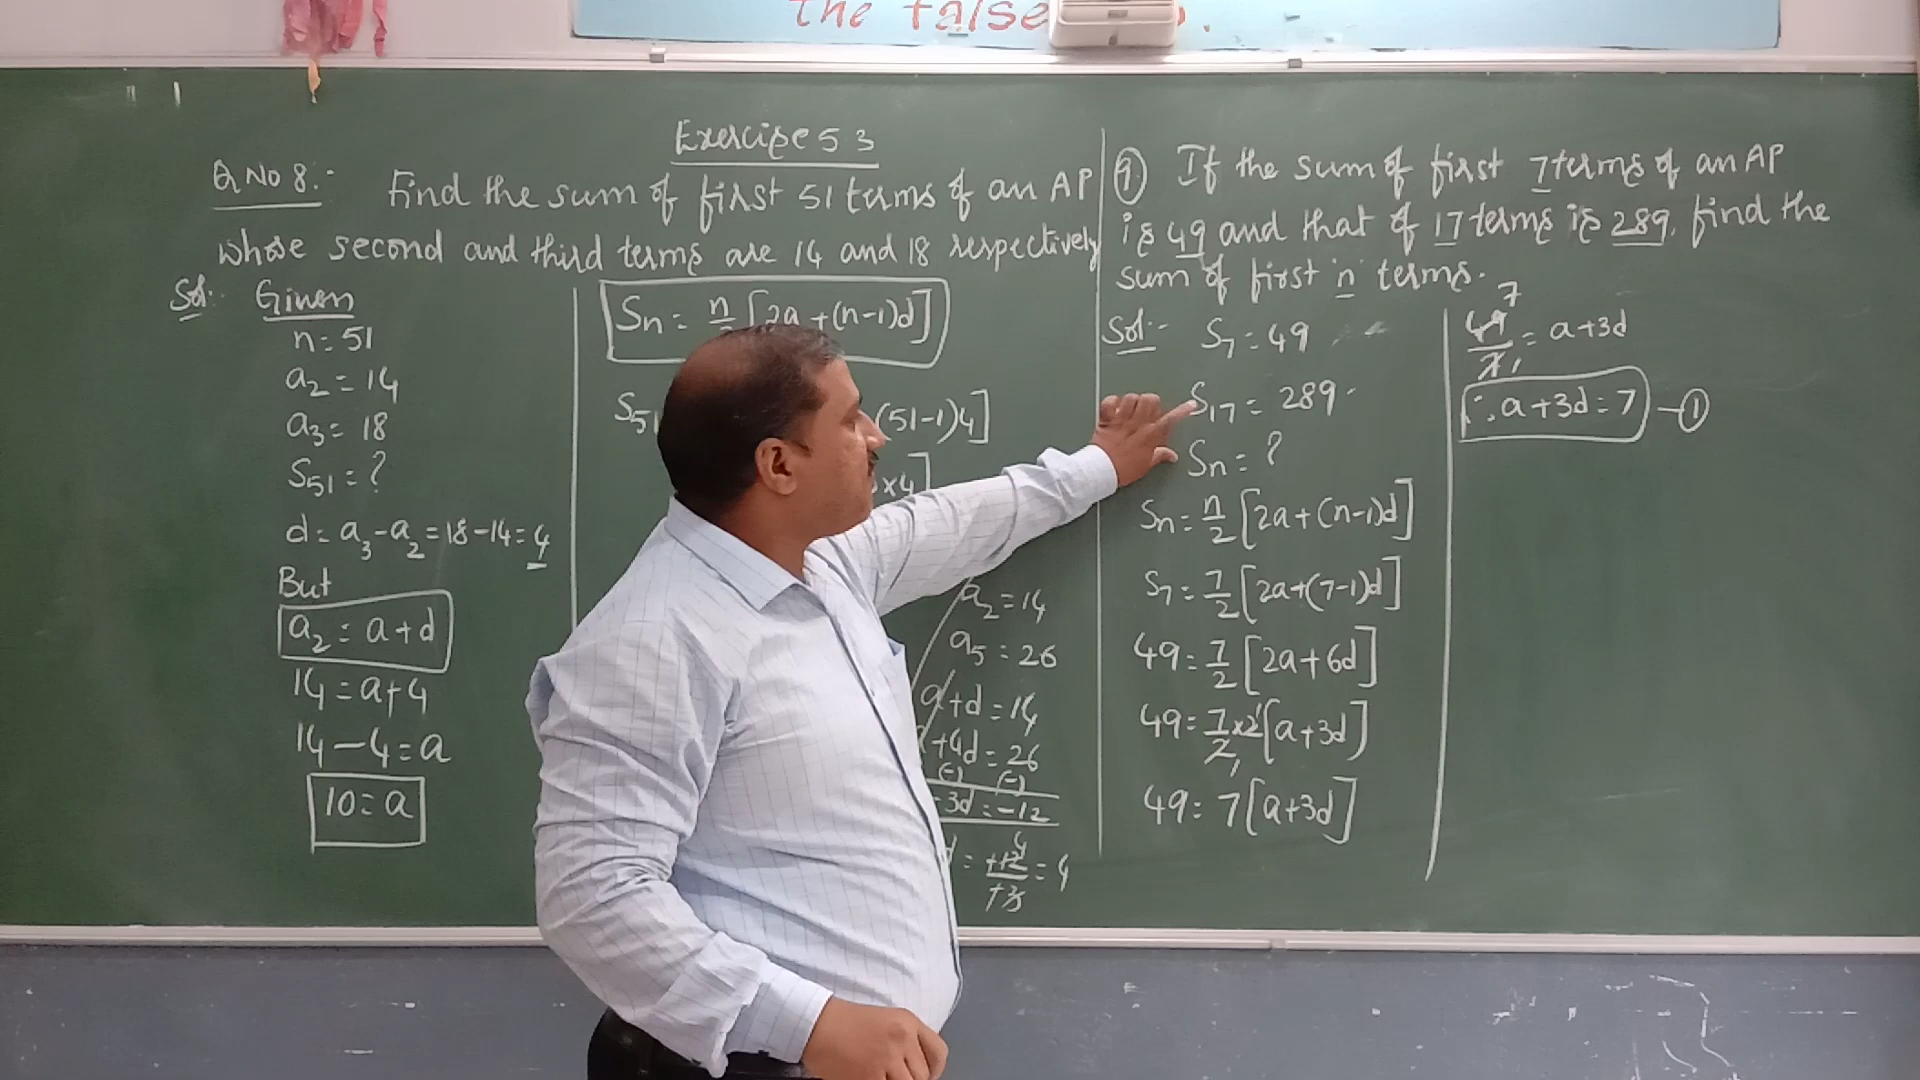 the false
Exercise 5 3
Q No 8:- Find the sum of first 51 terms of an AP
whose second and third terms are 14 and 18 respectively
Sol:- Given
n=51
a2=14
a3=18
S51=?
d=a3-a2=18-14=4
But
a2=a+d
14=a+4
14-4=a
10=a
Sn=n [2a+(n-1)d]
S51 (51-1)4]
×4]
a2=14
a5=26
a+d=14
+4d=26
(-) (-)
-3d=-12
=+12/+3=4
9. If the sum of first 7 terms of an AP
is 49 and that of 17 terms is 289, find the
sum of first 'n' terms.
Sol:- S7=49
S17=289
Sn=?
Sn=n/2[2a+(n-1)d]
S7=7/2[2a+(7-1)d]
49=7/2[2a+6d]
49=7/2×2[a+3d]
49=7[a+3d]
49/7=a+3d
∴a+3d=7 —①